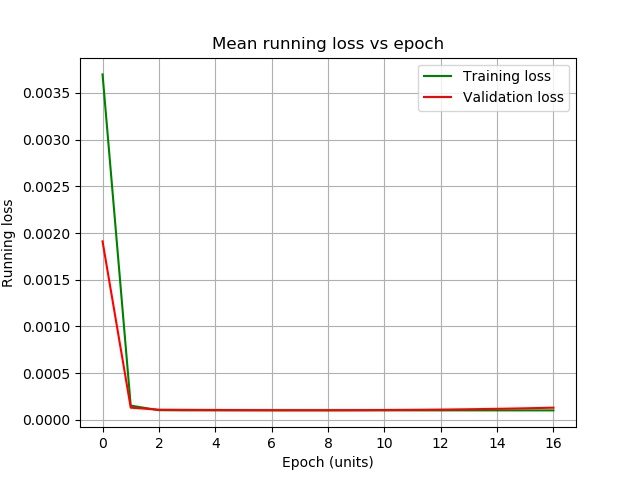 Mean running loss vs epoch
Training loss
Validation loss
0.0035
0.0030
0.0025
0.0020
0.0015
0.0010
0.0005
0.0000
Running loss
0 2 4 6 8 10 12 14 16
Epoch (units)